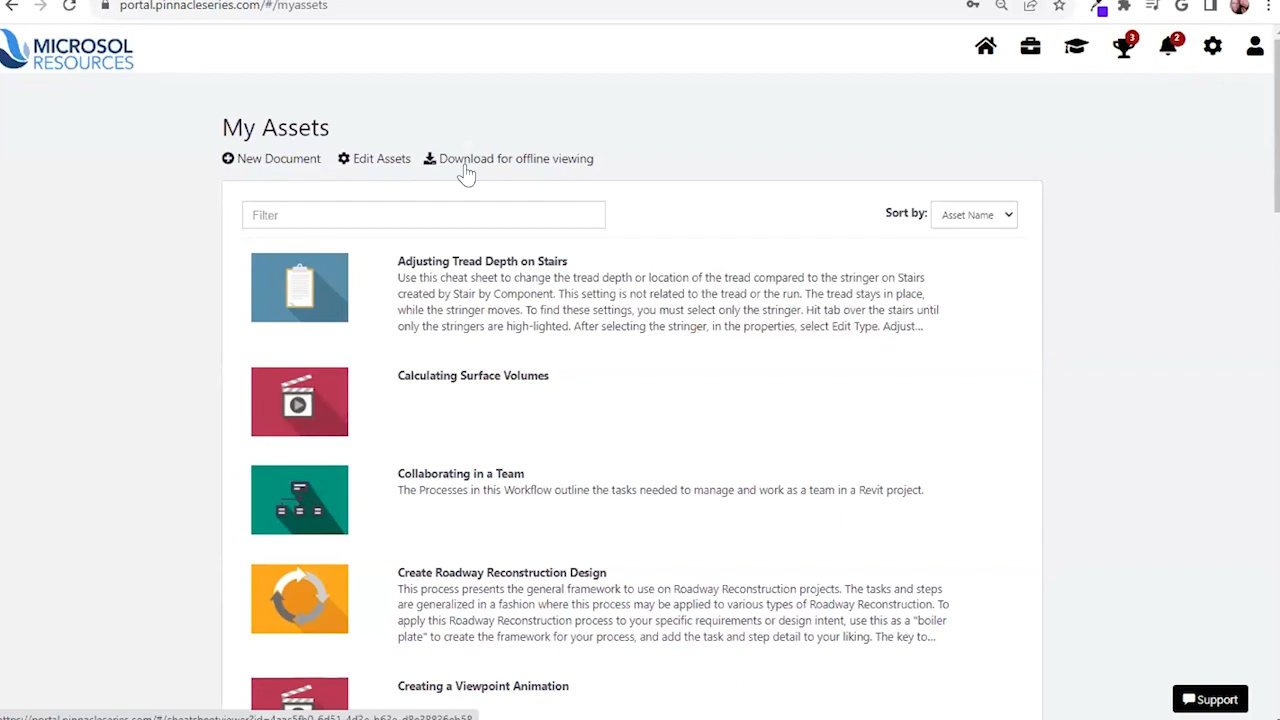 portal.pinnacleseries.com/#/myassets
MICROSOL
RESOURCES
3
2
My Assets
New Document
Edit Assets
Download for offline viewing
Filter
Sort by:
Asset Name
Adjusting Tread Depth on Stairs
Use this cheat sheet to change the tread depth or location of the tread compared to the stringer on Stairs
created by Stair by Component. This setting is not related to the tread or the run. The tread stays in place,
while the stringer moves. To find these settings, you must select only the stringer. Hit tab over the stairs until
only the stringers are high-lighted. After selecting the stringer, in the properties, select Edit Type. Adjust...
Calculating Surface Volumes
Collaborating in a Team
The Processes in this Workflow outline the tasks needed to manage and work as a team in a Revit project.
Create Roadway Reconstruction Design
This process presents the general framework to use on Roadway Reconstruction projects. The tasks and steps
are generalized in a fashion where this process may be applied to various types of Roadway Reconstruction. To
apply this Roadway Reconstruction process to your specific requirements or design intent, use this as a "boiler
plate" to create the framework for your process, and add the task and step detail to your liking. The key to...
Creating a Viewpoint Animation
Support